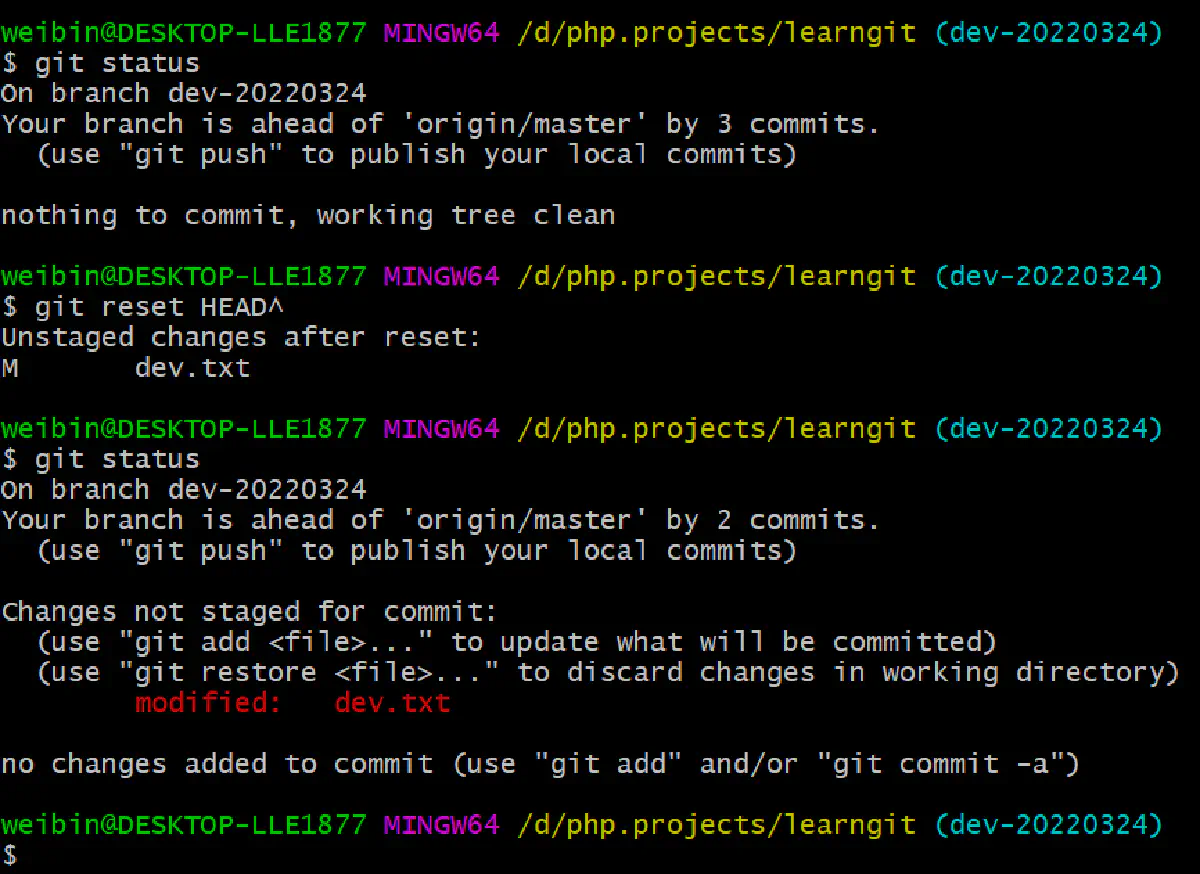 weibin@DESKTOP-LLE1877 MINGW64 /d/php.projects/learngit (dev-20220324)
$ git status
On branch dev-20220324
Your branch is ahead of 'origin/master' by 3 commits.
  (use "git push" to publish your local commits)

nothing to commit, working tree clean

weibin@DESKTOP-LLE1877 MINGW64 /d/php.projects/learngit (dev-20220324)
$ git reset HEAD^
Unstaged changes after reset:
M       dev.txt

weibin@DESKTOP-LLE1877 MINGW64 /d/php.projects/learngit (dev-20220324)
$ git status
On branch dev-20220324
Your branch is ahead of 'origin/master' by 2 commits.
  (use "git push" to publish your local commits)

Changes not staged for commit:
  (use "git add <file>..." to update what will be committed)
  (use "git restore <file>..." to discard changes in working directory)
        modified:   dev.txt

no changes added to commit (use "git add" and/or "git commit -a")

weibin@DESKTOP-LLE1877 MINGW64 /d/php.projects/learngit (dev-20220324)
$